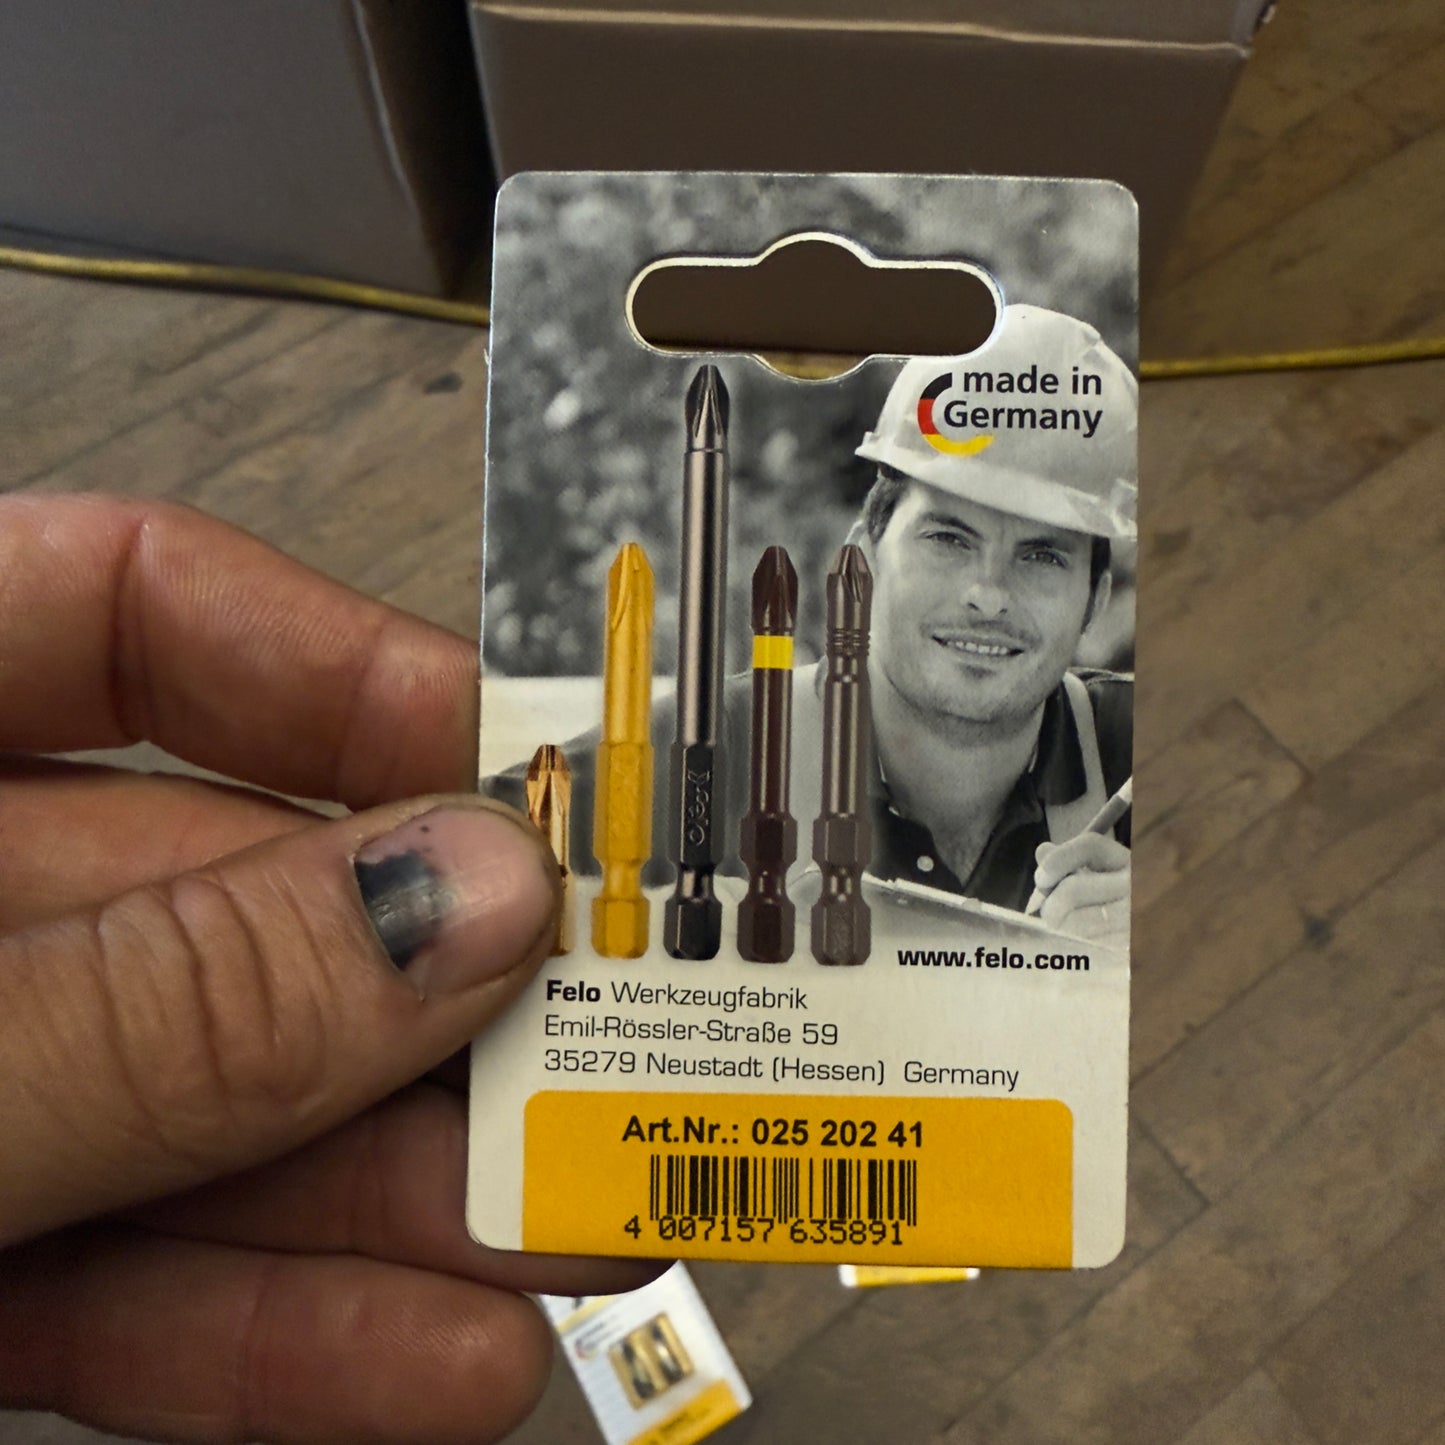 made in
Germany
Felo
www.felo.com
Felo Werkzeugfabrik
Emil-Rössler-Straße 59
35279 Neustadt (Hessen) Germany
Art.Nr.: 025 202 41
4 007157 635891